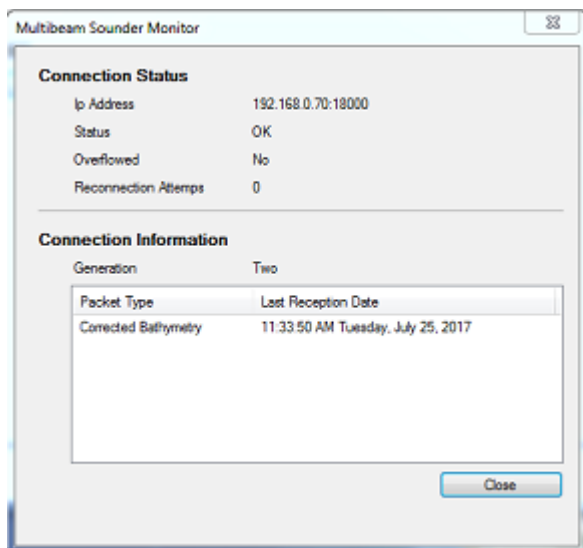 Multibeam Sounder Monitor
Connection Status
Ip Address 192.168.0.70:18000
Status OK
Overflowed No
Reconnection Attemps 0
Connection Information
Generation Two
Packet Type Last Reception Date
Corrected Bathymetry 11:33:50 AM Tuesday, July 25, 2017
Close